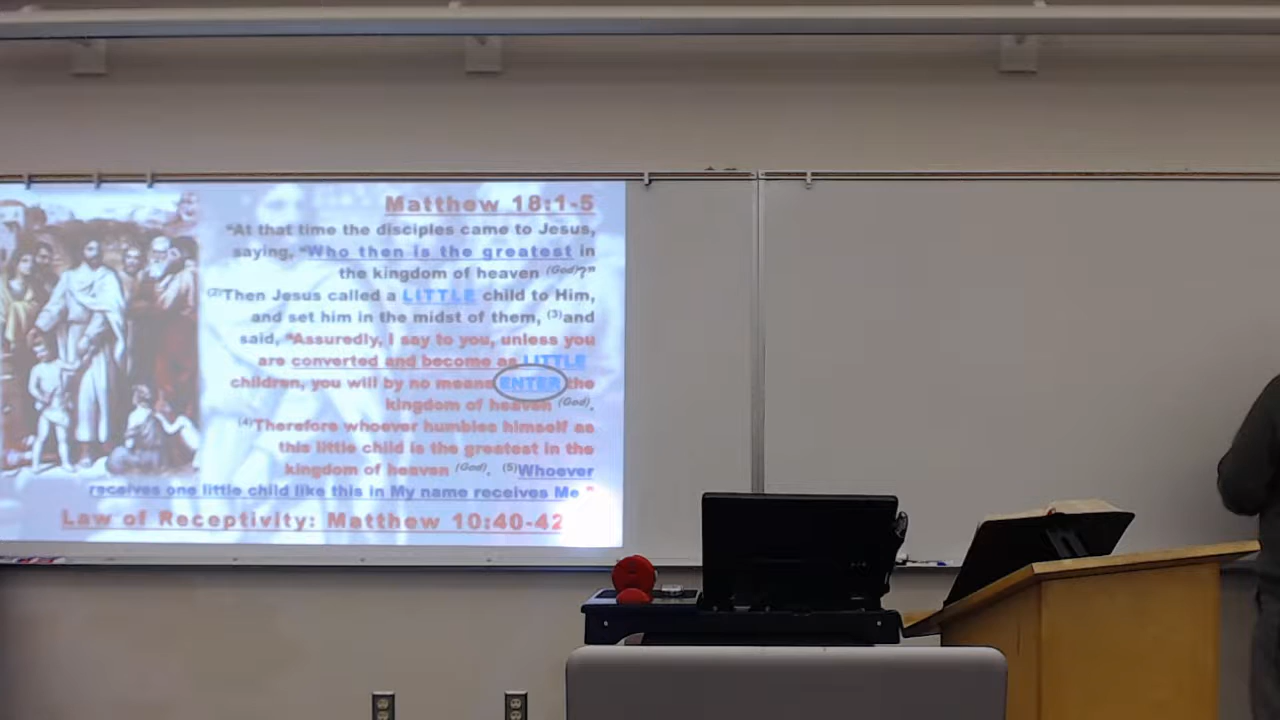 Matthew 18:1-5
“At that time the disciples came to Jesus,
saying, “Who then is the greatest in
the kingdom of heaven (God)?”
(2)Then Jesus called a LITTLE child to Him,
and set him in the midst of them, (3)and
said, “Assuredly, I say to you, unless you
are converted and become as LITTLE
children, you will by no means ENTER the
kingdom of heaven (God).
(4)Therefore whoever humbles himself as
this little child is the greatest in the
kingdom of heaven (God). (5)Whoever
receives one little child like this in My name receives Me.”
Law of Receptivity: Matthew 10:40-42